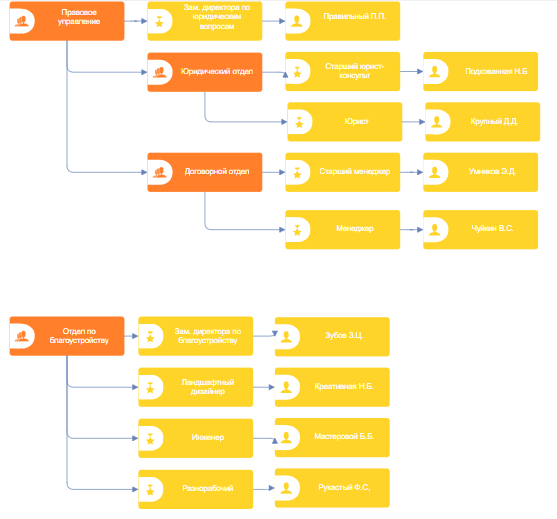 Правовое
управление
Зам. директора по
юридическим
вопросам
Правильный П.П.
Юридический отдел
Старший юрист-
консульт
Подкованная Н.Б
Юрист
Крупный Д.Д.
Договорной отдел
Старший менеджер
Умников Э.Д.
Менеджер
Чуйкин В.С.
Отдел по
благоустройству
Зам. директора по
благоустройству
Зубов З.Ц.
Ландшафтный
дизайнер
Креативная Н.Б.
Инженер
Мастеровой Б.Б.
Разнорабочий
Рукастый Ф.С,